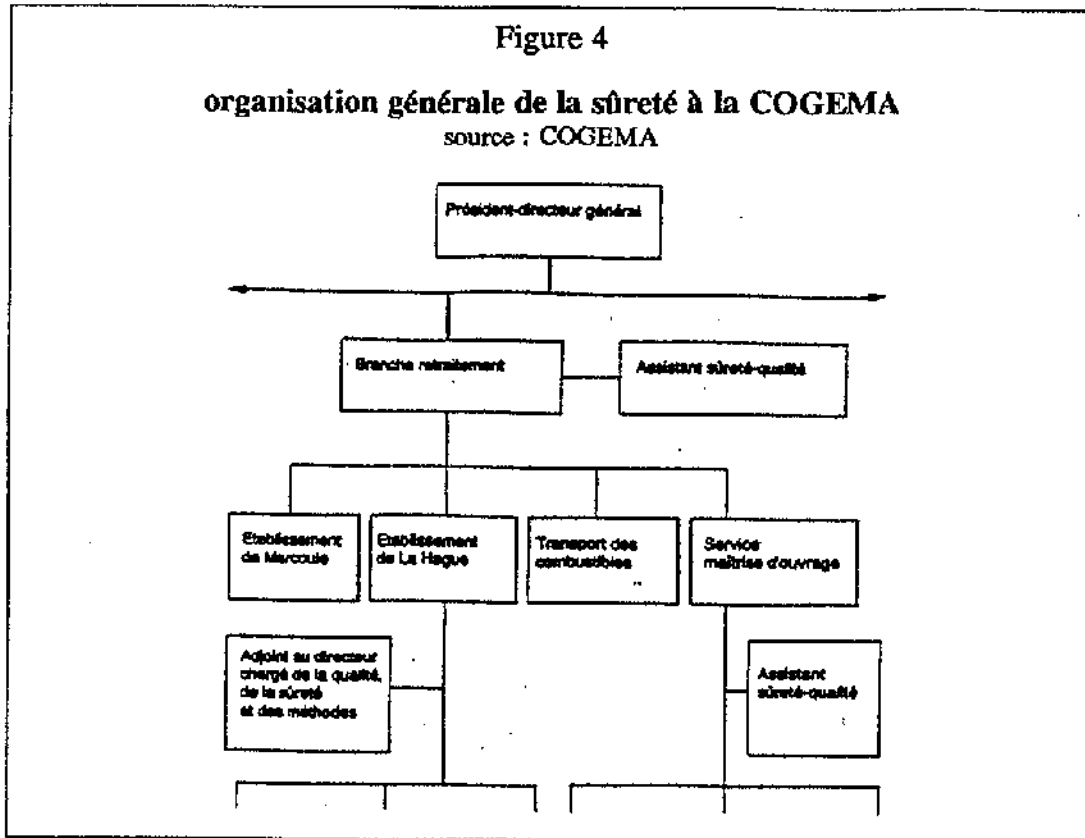 Figure 4
organisation générale de la sûreté à la COGEMA
source : COGEMA
Président-directeur général
Branche retraitement
Assistant sûreté-qualité
Etablissement
de Marcoule
Etablissement
de La Hague
Transport des
combustibles
Service
maîtrise d'ouvrage
Adjoint au directeur
chargé de la qualité,
de la sûreté
et des méthodes
Assistant
sûreté-qualité